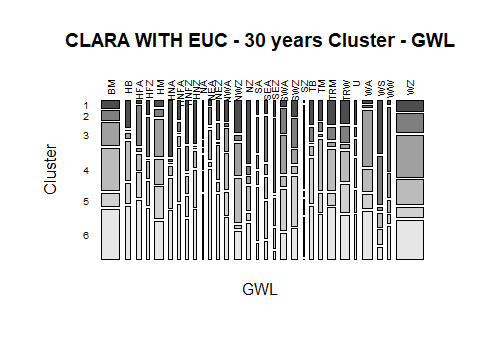 CLARA WITH EUC - 30 years Cluster - GWL
BM HB HFA HFZ HM HNA HNFA HNFZ HNZ NA NEA NEZ NWA NWZ NZ SA SEA SEZ SWA SWZ SZ TB TM TRM TRW U WA WS WW WZ
1
2
3
4
5
6
Cluster
GWL